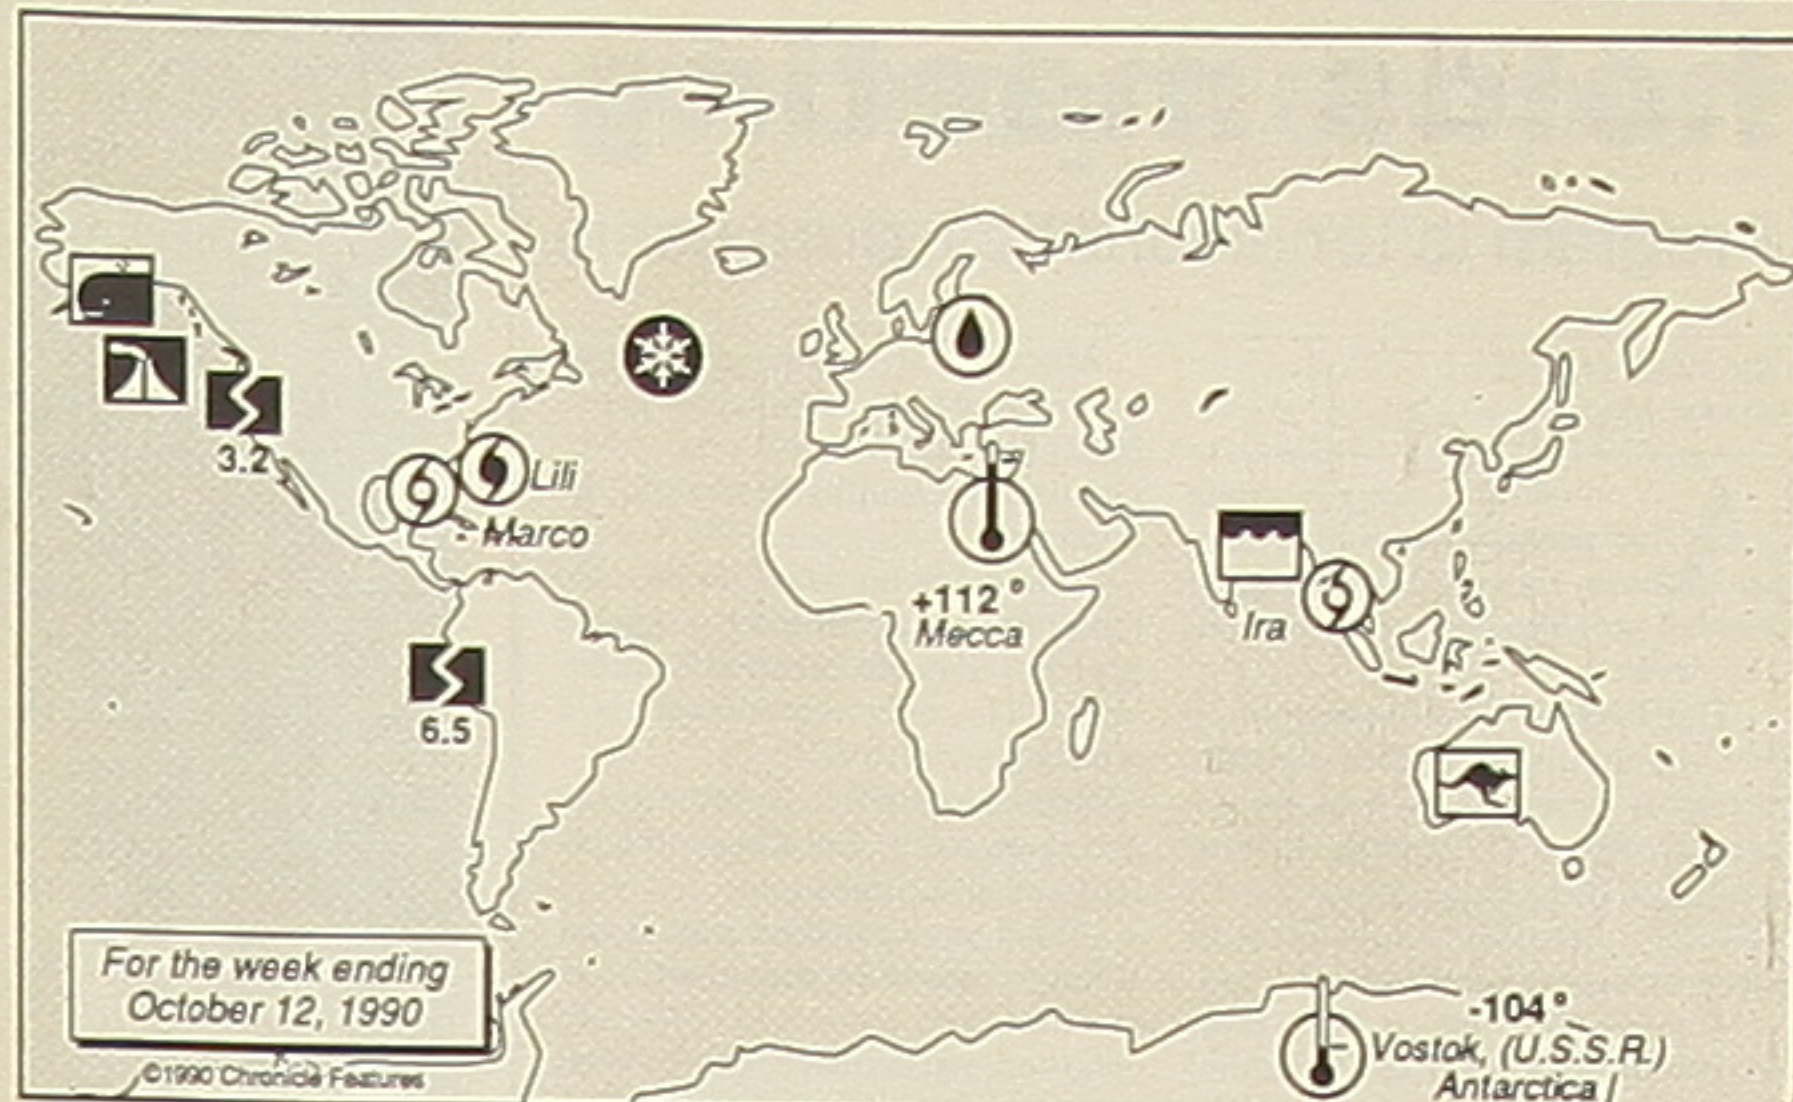 3.2
Lili
Marco
+112°
Mecca
Ira
6.5
For the week ending
October 12, 1990
©1990 Chronicle Features
-104°
Vostok, (U.S.S.R.)
Antarctica